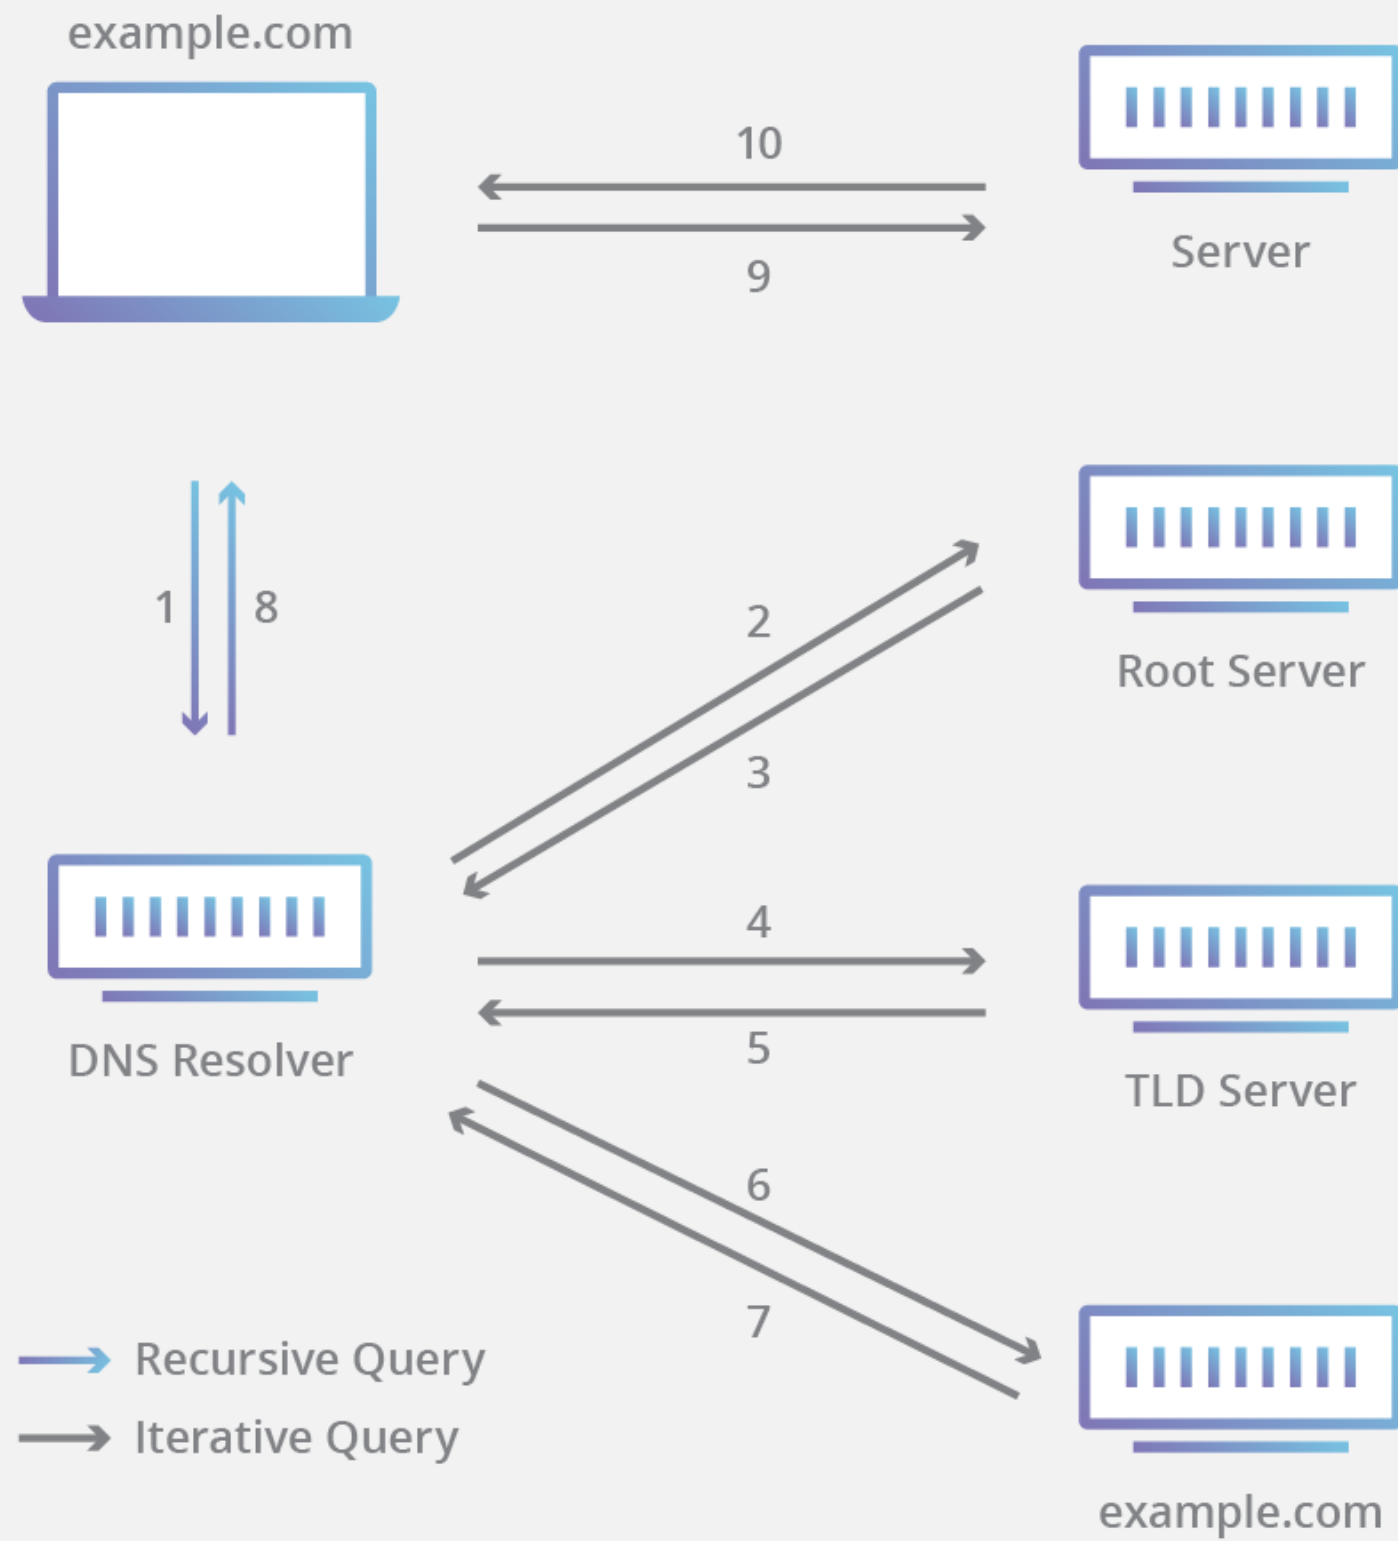 example.com
10
9
Server
1
8
2
3
Root Server
4
5
DNS Resolver
TLD Server
6
7
Recursive Query
Iterative Query
example.com